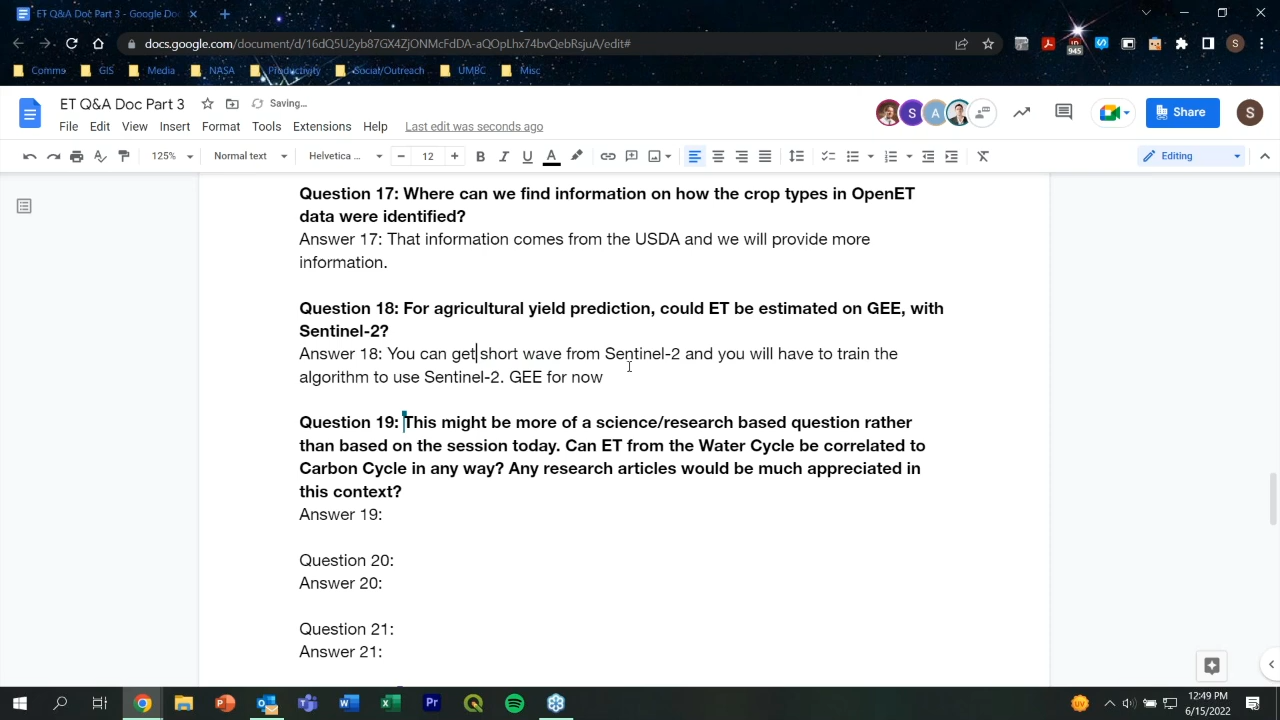 ET Q&A Doc Part 3 - Google Doc
docs.google.com/document/d/16dQ5U2yb87GX4ZjONMcFdDA-aQOpLhx74bvQebRsjuA/edit#
945
S
Comms GIS Media NASA Productivity Social/Outreach UMBC Misc
ET Q&A Doc Part 3 Saving...
File Edit View Insert Format Tools Extensions Help Last edit was seconds ago
S A Share S
125% Normal text Helvetica ... 12 B I U A Editing
Question 17: Where can we find information on how the crop types in OpenET
data were identified?
Answer 17: That information comes from the USDA and we will provide more
information.
Question 18: For agricultural yield prediction, could ET be estimated on GEE, with
Sentinel-2?
Answer 18: You can get short wave from Sentinel-2 and you will have to train the
algorithm to use Sentinel-2. GEE for now
Question 19: This might be more of a science/research based question rather
than based on the session today. Can ET from the Water Cycle be correlated to
Carbon Cycle in any way? Any research articles would be much appreciated in
this context?
Answer 19:
Question 20:
Answer 20:
Question 21:
Answer 21:
UV
12:49 PM
6/15/2022